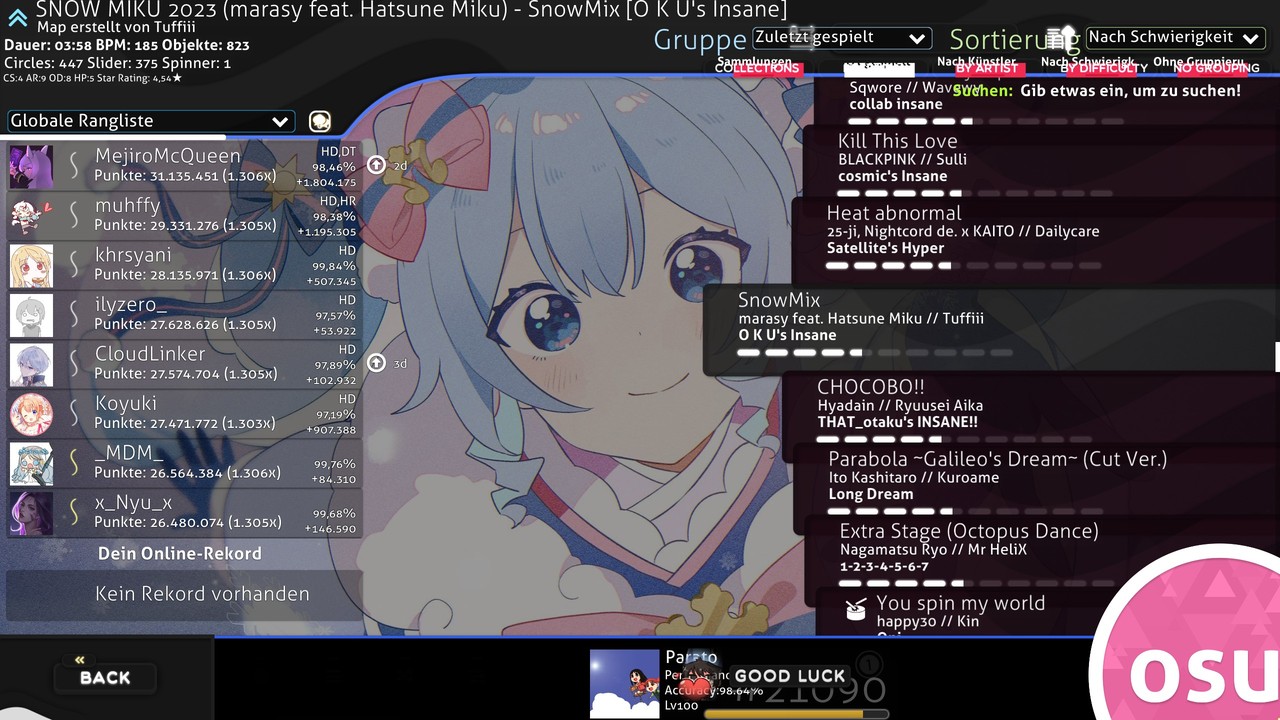 SNOW MIKU 2023 (marasy feat. Hatsune Miku) - SnowMix [O K U's Insane]
Map erstellt von Tuffiii
Dauer: 03:58 BPM: 185 Objekte: 823
Circles: 447 Slider: 375 Spinner: 1
CS:4 AR:9 OD:8 HP:5 Star Rating: 4,54★
Gruppe
Zuletzt gespielt
Sortierung
Nach Schwierigkeit
Sammlungen
Nach Künstler
Nach Schwierigk.
COLLECTIONS
BY ARTIST
BY DIFFICULTY
NO GROUPING
Suchen: Gib etwas ein, um zu suchen!
Globale Rangliste
MejiroMcQueen
Punkte: 31.135.451 (1.306x)
HD,DT
98,46%
+1.804.175
2d
muhffy
Punkte: 29.331.276 (1.305x)
HD,HR
98,38%
+1.195.305
khrsyani
Punkte: 28.135.971 (1.306x)
HD
99,84%
+507.345
ilyzero_
Punkte: 27.628.626 (1.305x)
HD
97,57%
+53.922
CloudLinker
Punkte: 27.574.704 (1.305x)
HD
97,89%
+102.932
3d
Koyuki
Punkte: 27.471.772 (1.303x)
HD
97,19%
+907.388
_MDM_
Punkte: 26.564.384 (1.306x)
99,76%
+84.310
x_Nyu_x
Punkte: 26.480.074 (1.305x)
99,68%
+146.590
Dein Online-Rekord
Kein Rekord vorhanden
Sqwore //
collab insane
Kill This Love
BLACKPINK // Sulli
cosmic's Insane
Heat abnormal
25-ji, Nightcord de. x KAITO // Dailycare
Satellite's Hyper
SnowMix
marasy feat. Hatsune Miku // Tuffiii
O K U's Insane
CHOCOBO!!
Hyadain // Ryuusei Aika
THAT_otaku's INSANE!!
Parabola ~Galileo's Dream~ (Cut Ver.)
Ito Kashitaro // Kuroame
Long Dream
Extra Stage (Octopus Dance)
Nagamatsu Ryo // Mr HeliX
1-2-3-4-5-6-7
You spin my world
happy30 // Kin
BACK
Parato
Accuracy:98.64%
Lv100
GOOD LUCK
#21090
1
OSU